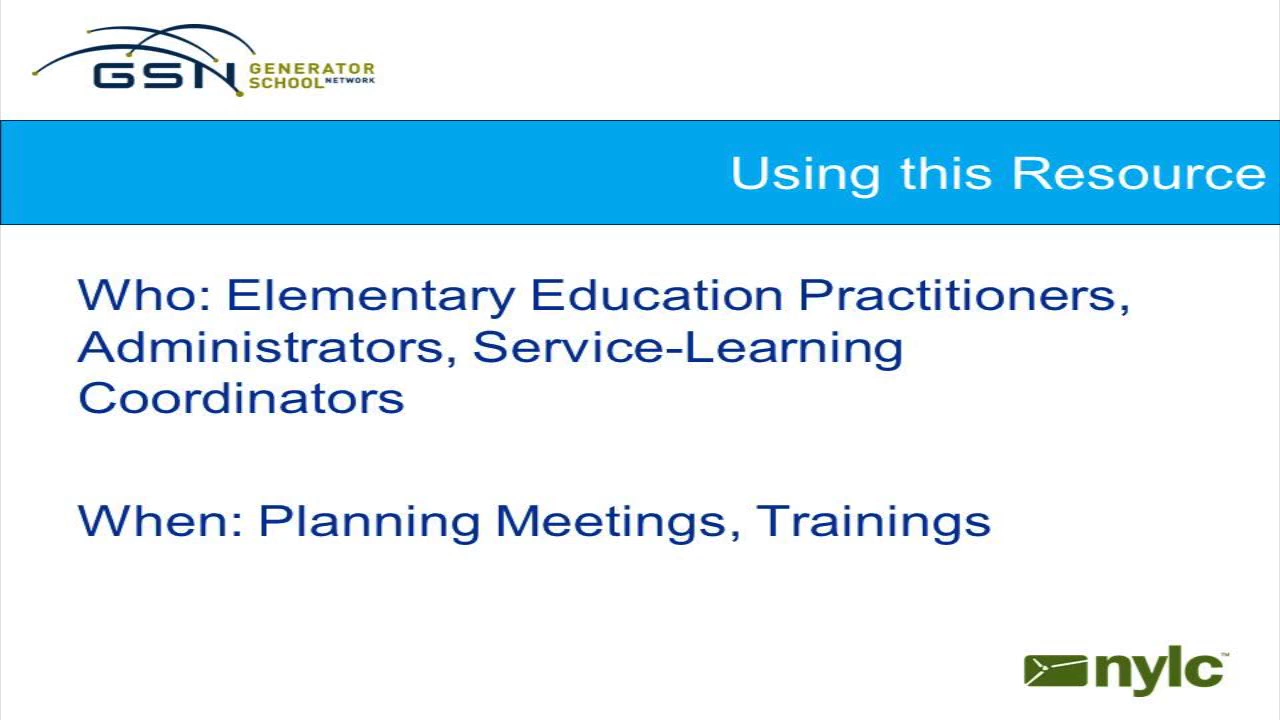 GSN GENERATOR
SCHOOL NETWORK
Using this Resource
Who: Elementary Education Practitioners,
Administrators, Service-Learning
Coordinators
When: Planning Meetings, Trainings
nylc™